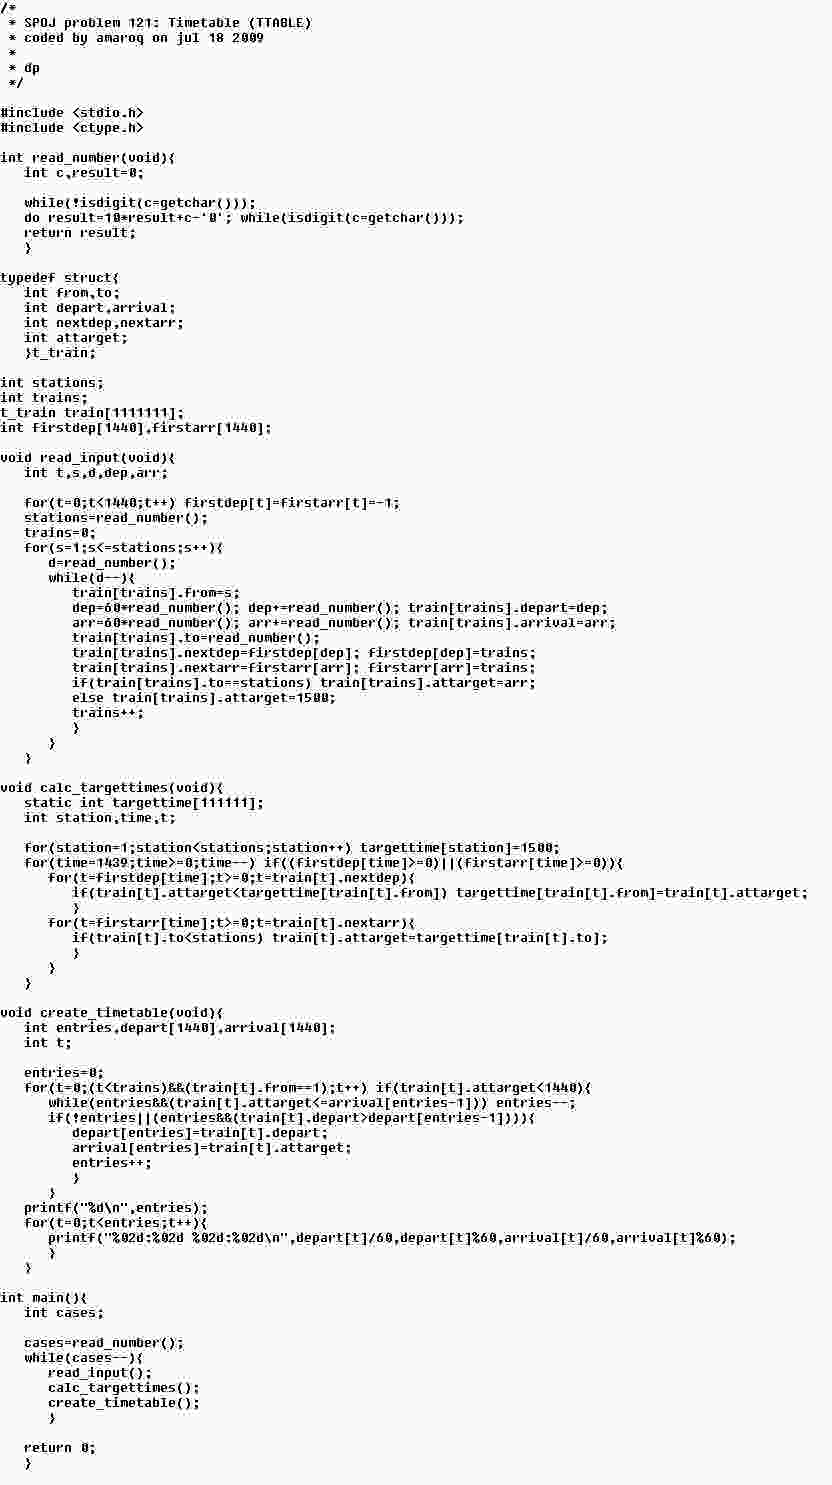 /*
 * SPOJ problem 121: Timetable (TTABLE)
 * coded by amaroq on jul 18 2009
 *
 * dp
 */

#include <stdio.h>
#include <ctype.h>

int read_number(void){
   int c,result=0;

   while(!isdigit(c=getchar()));
   do result=10*result+c-'0'; while(isdigit(c=getchar()));
   return result;
   }

typedef struct{
   int from,to;
   int depart,arrival;
   int nextdep,nextarr;
   int attarget;
   }t_train;

int stations;
int trains;
t_train train[1111111];
int firstdep[1440],firstarr[1440];

void read_input(void){
   int t,s,d,dep,arr;

   for(t=0;t<1440;t++) firstdep[t]=firstarr[t]=-1;
   stations=read_number();
   trains=0;
   for(s=1;s<=stations;s++){
      d=read_number();
      while(d--){
         train[trains].from=s;
         dep=60*read_number(); dep+=read_number(); train[trains].depart=dep;
         arr=60*read_number(); arr+=read_number(); train[trains].arrival=arr;
         train[trains].to=read_number();
         train[trains].nextdep=firstdep[dep]; firstdep[dep]=trains;
         train[trains].nextarr=firstarr[arr]; firstarr[arr]=trains;
         if(train[trains].to==stations) train[trains].attarget=arr;
         else train[trains].attarget=1500;
         trains++;
         }
      }
   }

void calc_targettimes(void){
   static int targettime[111111];
   int station,time,t;

   for(station=1;station<stations;station++) targettime[station]=1500;
   for(time=1439;time>=0;time--) if((firstdep[time]>=0)||(firstarr[time]>=0)){
      for(t=firstdep[time];t>=0;t=train[t].nextdep){
         if(train[t].attarget<targettime[train[t].from]) targettime[train[t].from]=train[t].attarget;
         }
      for(t=firstarr[time];t>=0;t=train[t].nextarr){
         if(train[t].to<stations) train[t].attarget=targettime[train[t].to];
         }
      }
   }

void create_timetable(void){
   int entries,depart[1440],arrival[1440];
   int t;

   entries=0;
   for(t=0;(t<trains)&&(train[t].from==1);t++) if(train[t].attarget<1440){
      while(entries&&(train[t].attarget<=arrival[entries-1])) entries--;
      if(!entries||(entries&&(train[t].depart>depart[entries-1]))){
         depart[entries]=train[t].depart;
         arrival[entries]=train[t].attarget;
         entries++;
         }
      }
   printf("%d\n",entries);
   for(t=0;t<entries;t++){
      printf("%02d:%02d %02d:%02d\n",depart[t]/60,depart[t]%60,arrival[t]/60,arrival[t]%60);
      }
   }

int main(){
   int cases;

   cases=read_number();
   while(cases--){
      read_input();
      calc_targettimes();
      create_timetable();
      }

   return 0;
   }